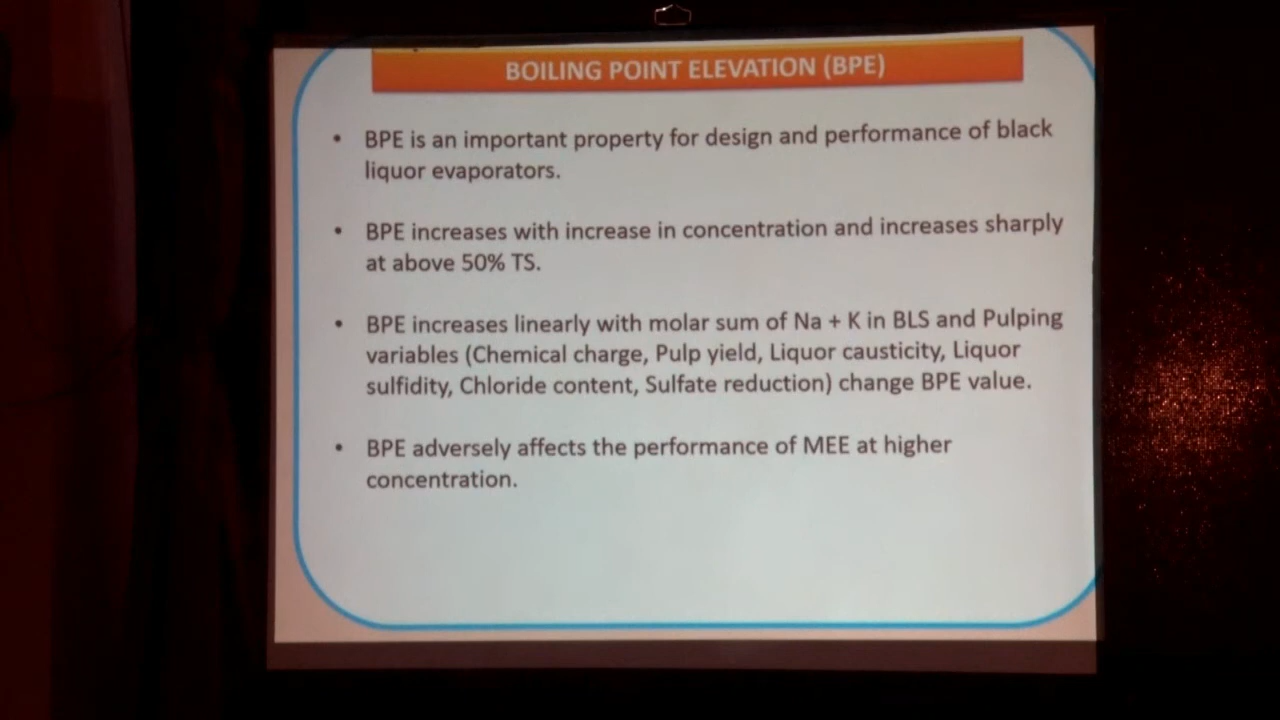 BOILING POINT ELEVATION (BPE)
• BPE is an important property for design and performance of black
liquor evaporators.
• BPE increases with increase in concentration and increases sharply
at above 50% TS.
• BPE increases linearly with molar sum of Na + K in BLS and Pulping
variables (Chemical charge, Pulp yield, Liquor causticity, Liquor
sulfidity, Chloride content, Sulfate reduction) change BPE value.
• BPE adversely affects the performance of MEE at higher
concentration.